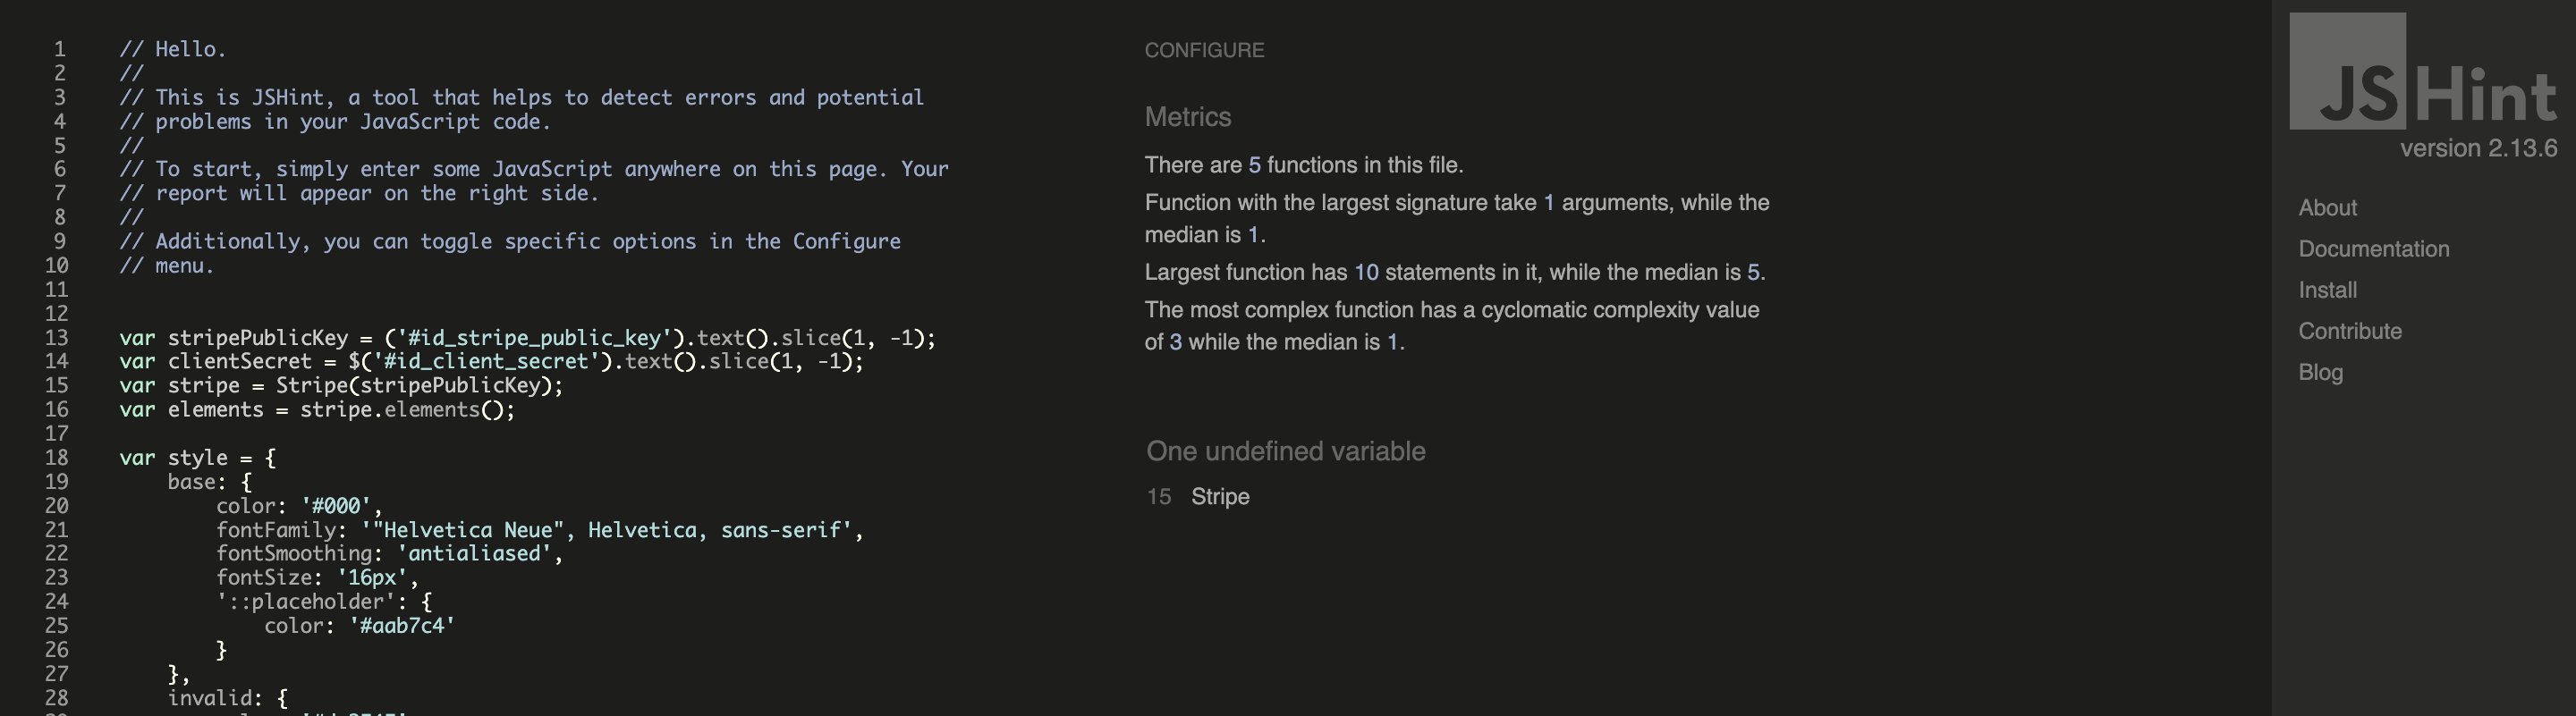 1 // Hello.
2 //
3 // This is JSHint, a tool that helps to detect errors and potential
4 // problems in your JavaScript code.
5 //
6 // To start, simply enter some JavaScript anywhere on this page. Your
7 // report will appear on the right side.
8 //
9 // Additionally, you can toggle specific options in the Configure
10 // menu.
11
12
13 var stripePublicKey = ('#id_stripe_public_key').text().slice(1, -1);
14 var clientSecret = $('#id_client_secret').text().slice(1, -1);
15 var stripe = Stripe(stripePublicKey);
16 var elements = stripe.elements();
17
18 var style = {
19 base: {
20 color: '#000',
21 fontFamily: '"Helvetica Neue", Helvetica, sans-serif',
22 fontSmoothing: 'antialiased',
23 fontSize: '16px',
24 '::placeholder': {
25 color: '#aab7c4'
26 }
27 },
28 invalid: {
CONFIGURE
Metrics
There are 5 functions in this file.
Function with the largest signature take 1 arguments, while the
median is 1.
Largest function has 10 statements in it, while the median is 5.
The most complex function has a cyclomatic complexity value
of 3 while the median is 1.
One undefined variable
15 Stripe
JSHint
version 2.13.6
About
Documentation
Install
Contribute
Blog